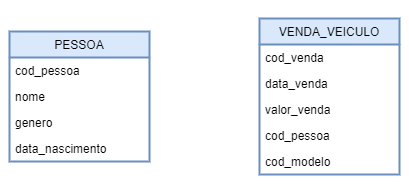 PESSOA
cod_pessoa
nome
genero
data_nascimento
VENDA_VEICULO
cod_venda
data_venda
valor_venda
cod_pessoa
cod_modelo